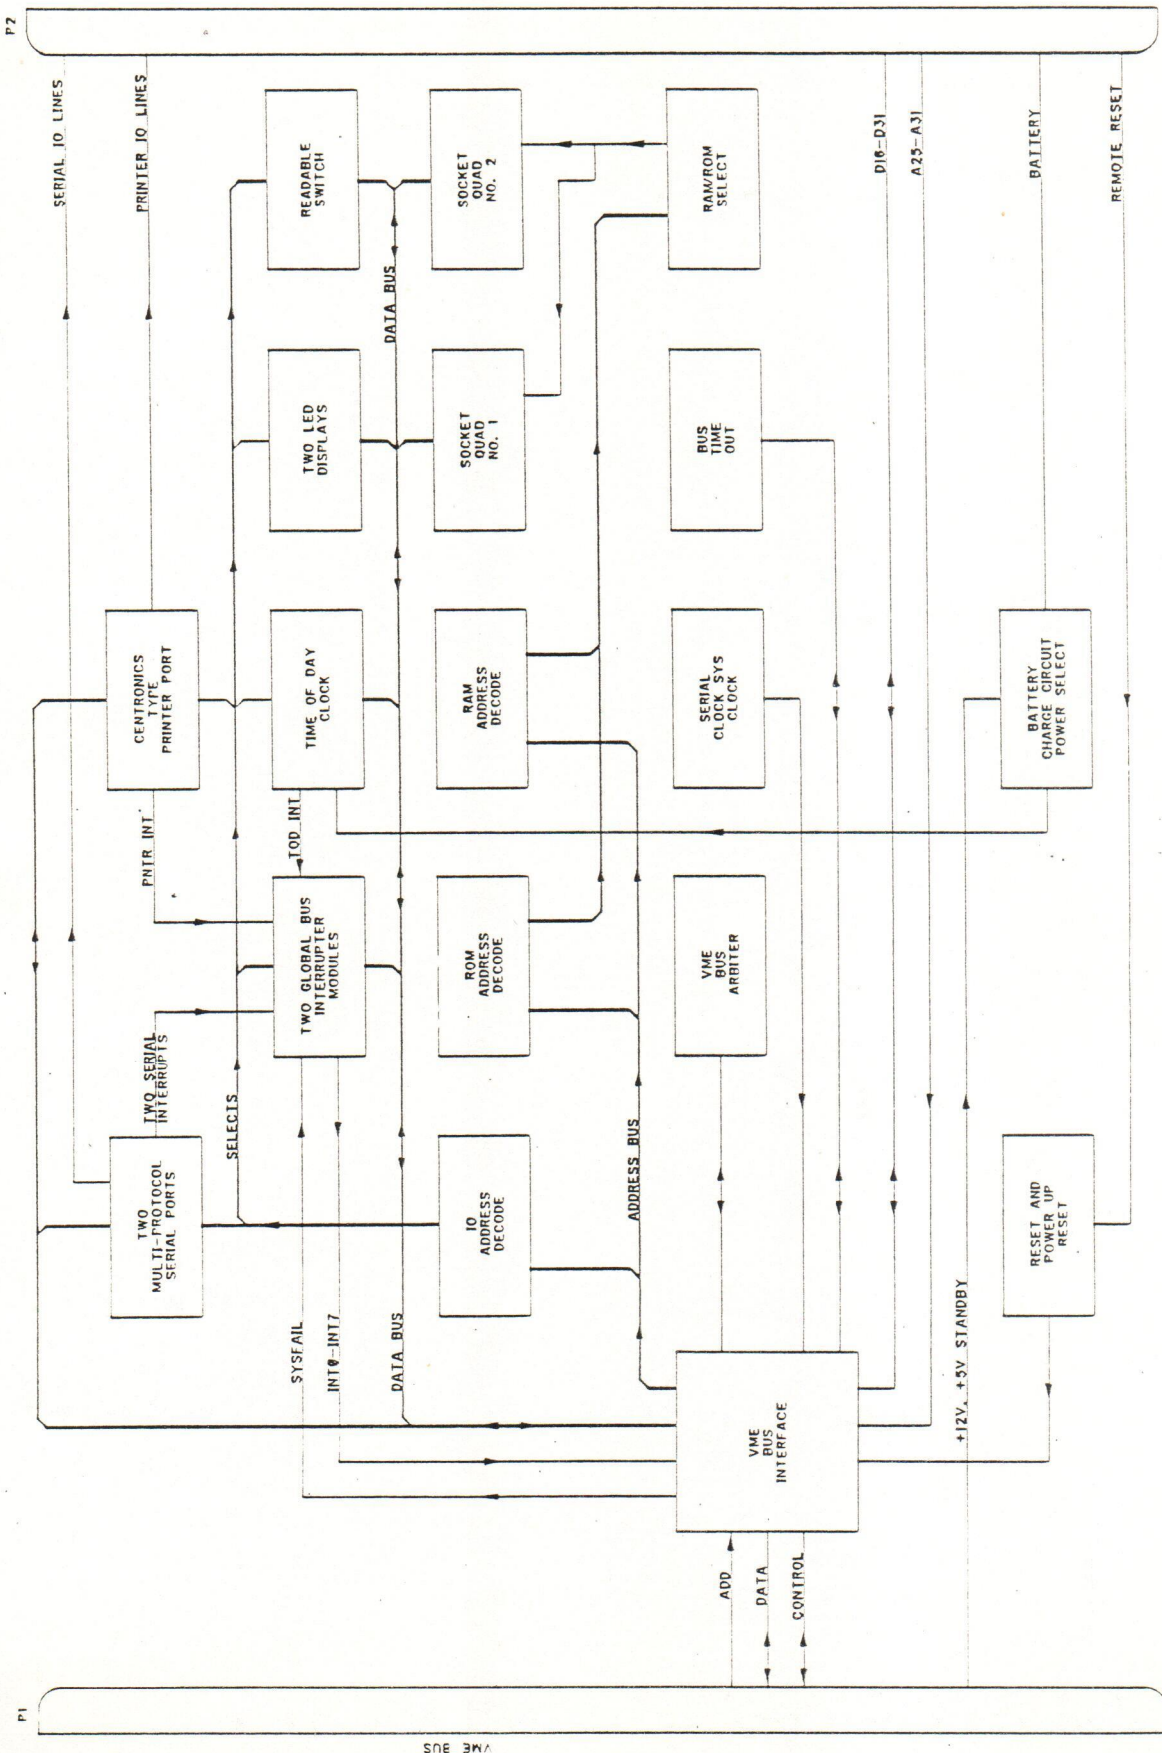 P2
SERIAL IO LINES
PRINTER IO LINES
READABLE
SWITCH
SOCKET
QUAD
NO. 2
RAM/ROM
SELECT
D16-D31
A25-A31
BATTERY
REMOTE RESET
DATA BUS
TWO LED
DISPLAYS
SOCKET
QUAD
NO. 1
BUS
TIME
OUT
CENTRONICS
TYPE
PRINTER PORT
TIME OF DAY
CLOCK
RAM
ADDRESS
DECODE
SERIAL
CLOCK SYS
CLOCK
BATTERY
CHARGE CIRCUIT
POWER SELECT
PNTR INT
TOD INT
TWO GLOBAL BUS
INTERRUPTER
MODULES
ROM
ADDRESS
DECODE
VME
BUS
ARBITER
TWO SERIAL
INTERRUPTS
SELECTS
TWO
MULTI-PROTOCOL
SERIAL PORTS
IO
ADDRESS
DECODE
ADDRESS BUS
RESET AND
POWER UP
RESET
SYSFAIL
INT0-INT7
DATA BUS
+12V, +5V STANDBY
VME
BUS
INTERFACE
ADD
DATA
CONTROL
P1
VME BUS